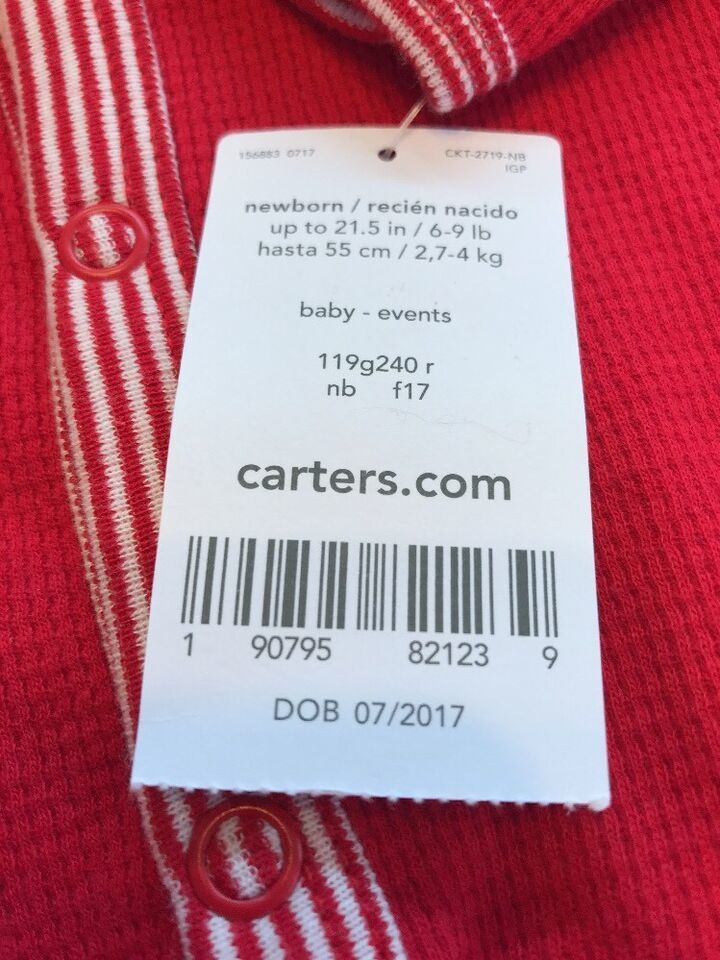 156883 0717
CKT-2719-NB
IGP
newborn / recién nacido
up to 21.5 in / 6-9 lb
hasta 55 cm / 2,7-4 kg
baby - events
119g240 r
nb f17
carters.com
1 90795 82123 9
DOB 07/2017